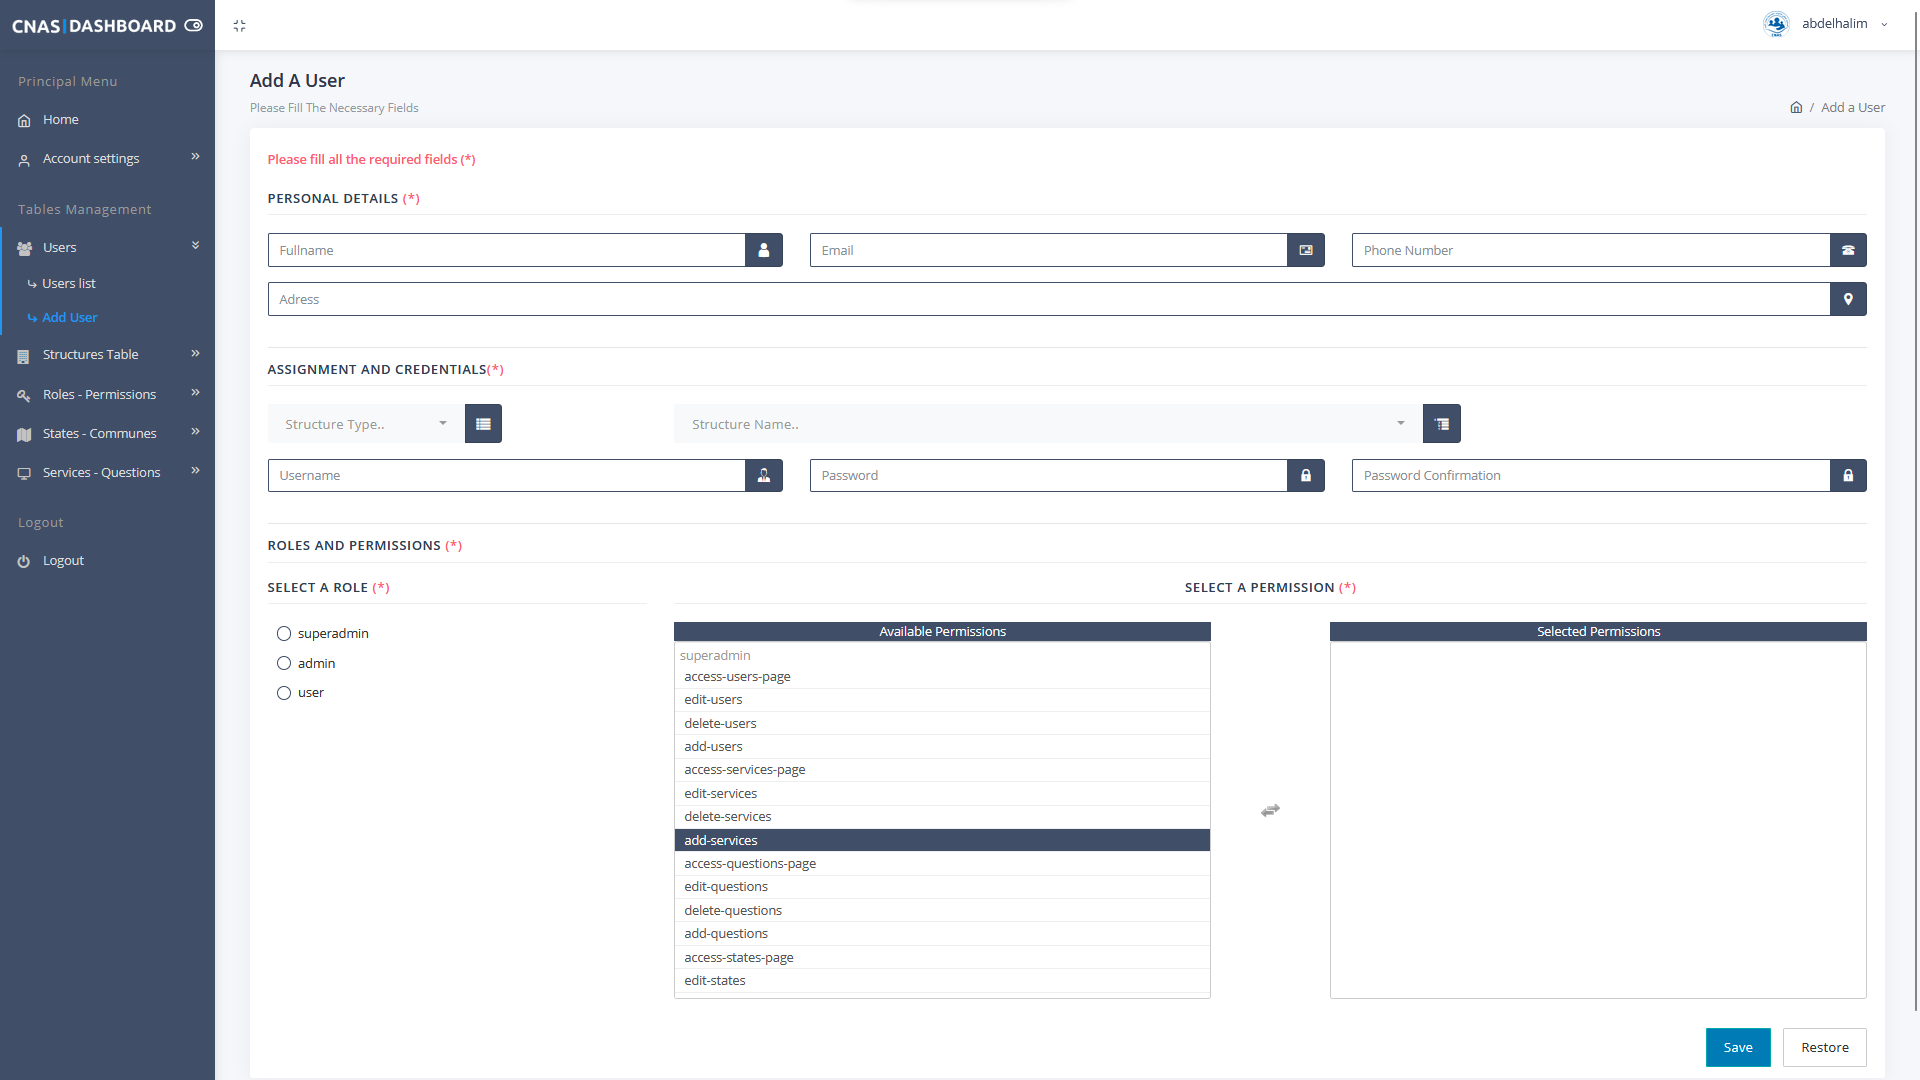 CNAS|DASHBOARD
abdelhalim
Principal Menu
Home
Account settings
Tables Management
Users
Users list
Add User
Structures Table
Roles - Permissions
States - Communes
Services - Questions
Logout
Logout
Add A User
Please Fill The Necessary Fields
/ Add a User
Please fill all the required fields (*)
PERSONAL DETAILS (*)
Fullname
Email
Phone Number
Adress
ASSIGNMENT AND CREDENTIALS(*)
Structure Type..
Structure Name..
Username
Password
Password Confirmation
ROLES AND PERMISSIONS (*)
SELECT A ROLE (*)
superadmin
admin
user
SELECT A PERMISSION (*)
Available Permissions
superadmin
access-users-page
edit-users
delete-users
add-users
access-services-page
edit-services
delete-services
add-services
access-questions-page
edit-questions
delete-questions
add-questions
access-states-page
edit-states
Selected Permissions
Save
Restore